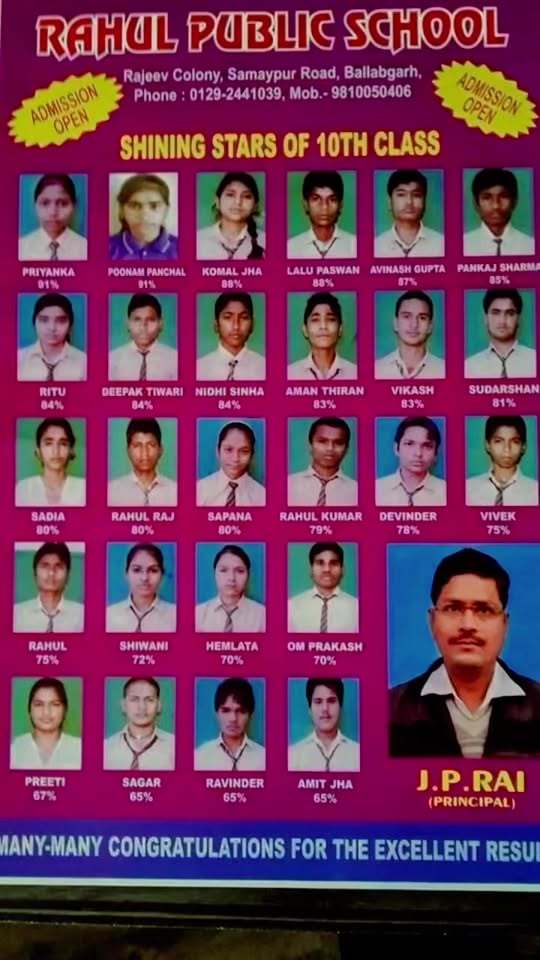 RAHUL PUBLIC SCHOOL
Rajeev Colony, Samaypur Road, Ballabgarh,
Phone : 0129-2441039, Mob.- 9810050406
ADMISSION OPEN
ADMISSION OPEN
SHINING STARS OF 10TH CLASS
PRIYANKA POONAM PANCHAL KOMAL JHA LALU PASWAN AVINASH GUPTA PANKAJ SHARMA
91% 91% 88% 88% 87% 85%
RITU DEEPAK TIWARI NIDHI SINHA AMAN THIRAN VIKASH SUDARSHAN
84% 84% 84% 83% 83% 81%
SADIA RAHUL RAJ SAPANA RAHUL KUMAR DEVINDER VIVEK
80% 80% 80% 79% 78% 75%
RAHUL SHIWANI HEMLATA OM PRAKASH
75% 72% 70% 70%
PREETI SAGAR RAVINDER AMIT JHA
67% 65% 65% 65%
J.P.RAI
(PRINCIPAL)
MANY-MANY CONGRATULATIONS FOR THE EXCELLENT RESUL